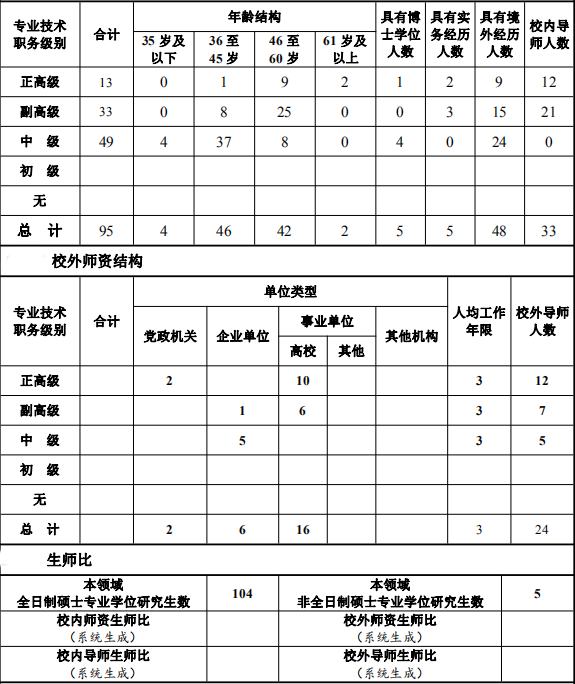 专业技术职务级别 合计 年龄结构 具有博士学位人数 具有实务经历人数 具有境外经历人数 校内导师人数
35 岁及以下 36 至 45 岁 46 至 60 岁 61 岁及以上
正高级 13 0 1 9 2 1 2 9 12
副高级 33 0 8 25 0 0 3 15 21
中 级 49 4 37 8 0 4 0 24 0
初 级
无
总 计 95 4 46 42 2 5 5 48 33
校外师资结构
专业技术职务级别 合计 单位类型 人均工作年限 校外导师人数
党政机关 企业单位 事业单位 其他机构
高校 其他
正高级 2 10 3 12
副高级 1 6 3 7
中 级 5 3 5
初 级
无
总 计 2 6 16 3 24
生师比
本领域 全日制硕士专业学位研究生数 104 本领域 非全日制硕士专业学位研究生数 5
校内师资生师比 校外师资生师比
（系统生成） （系统生成）
校内导师生师比 校外导师生师比
（系统生成） （系统生成）